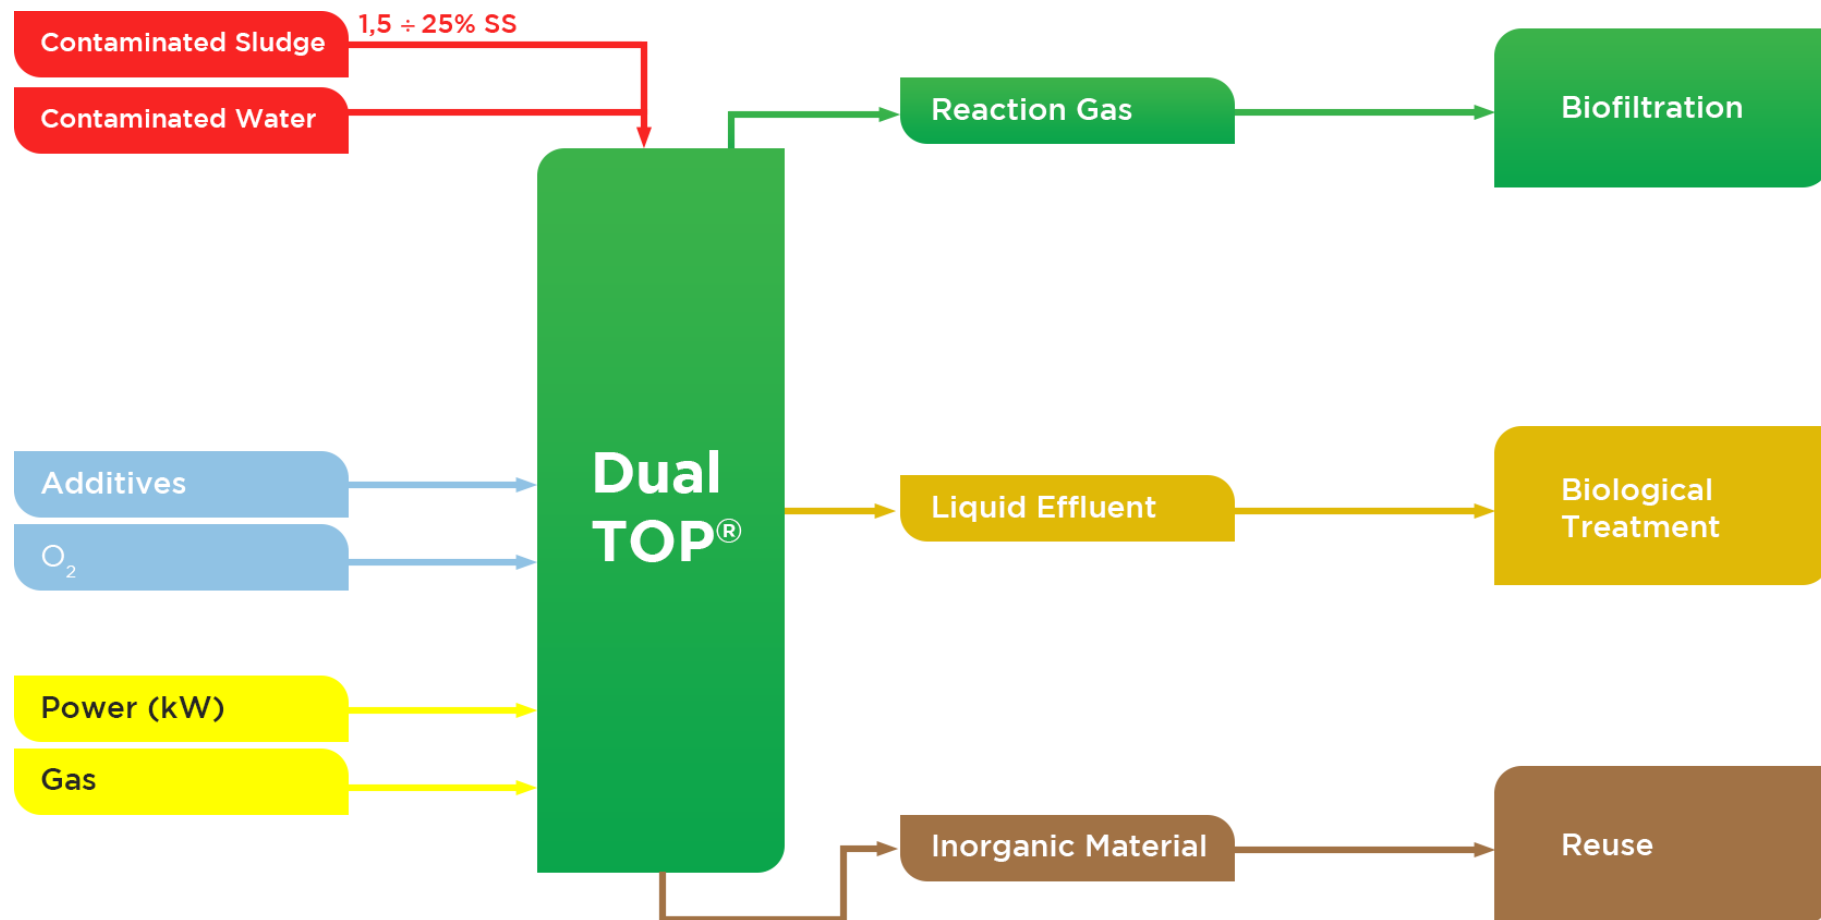 Contaminated Sludge
1,5 ÷ 25% SS
Contaminated Water
Reaction Gas
Biofiltration
Additives
O₂
Dual
TOP®
Liquid Effluent
Biological
Treatment
Power (kW)
Gas
Inorganic Material
Reuse